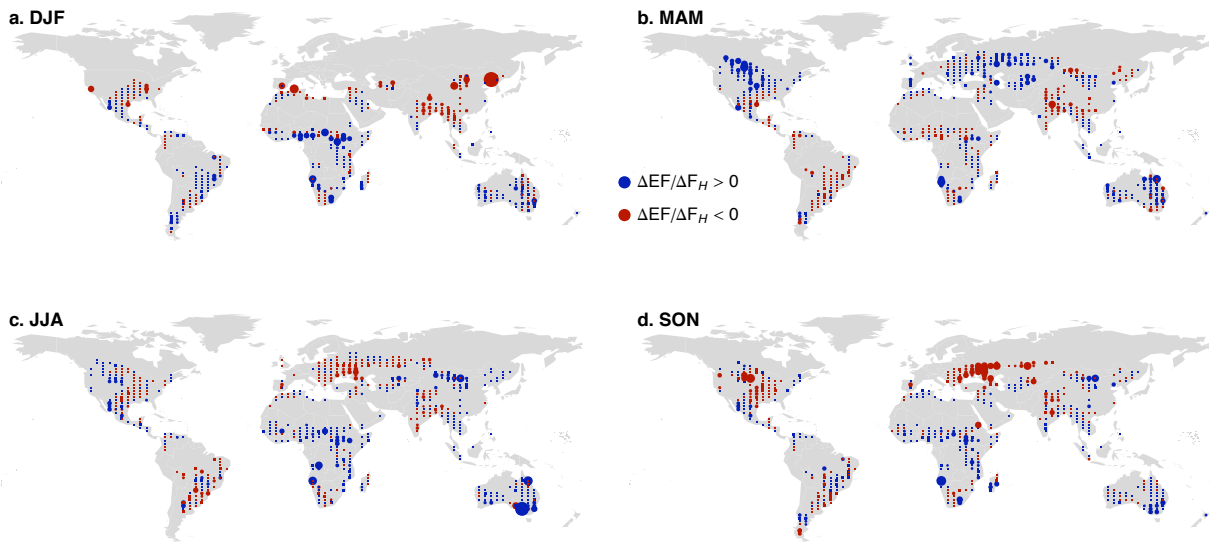 a. DJF
b. MAM
ΔEF/ΔF_H > 0
ΔEF/ΔF_H < 0
c. JJA
d. SON